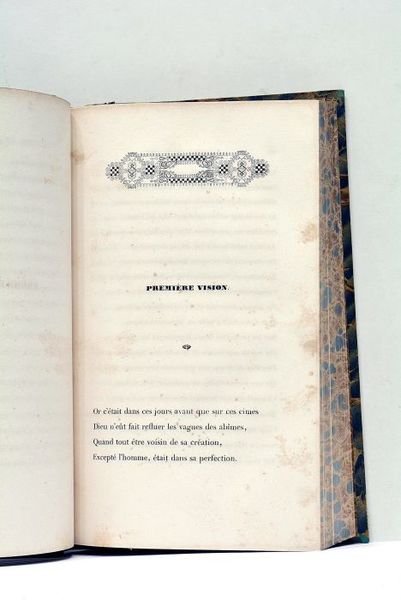 PREMIÈRE VISION
Or c'était dans ces jours avant que sur ces cimes
Dieu n'eût fait refluer les vagues des abîmes,
Quand tout être voisin de sa création,
Excepté l'homme, était dans sa perfection.